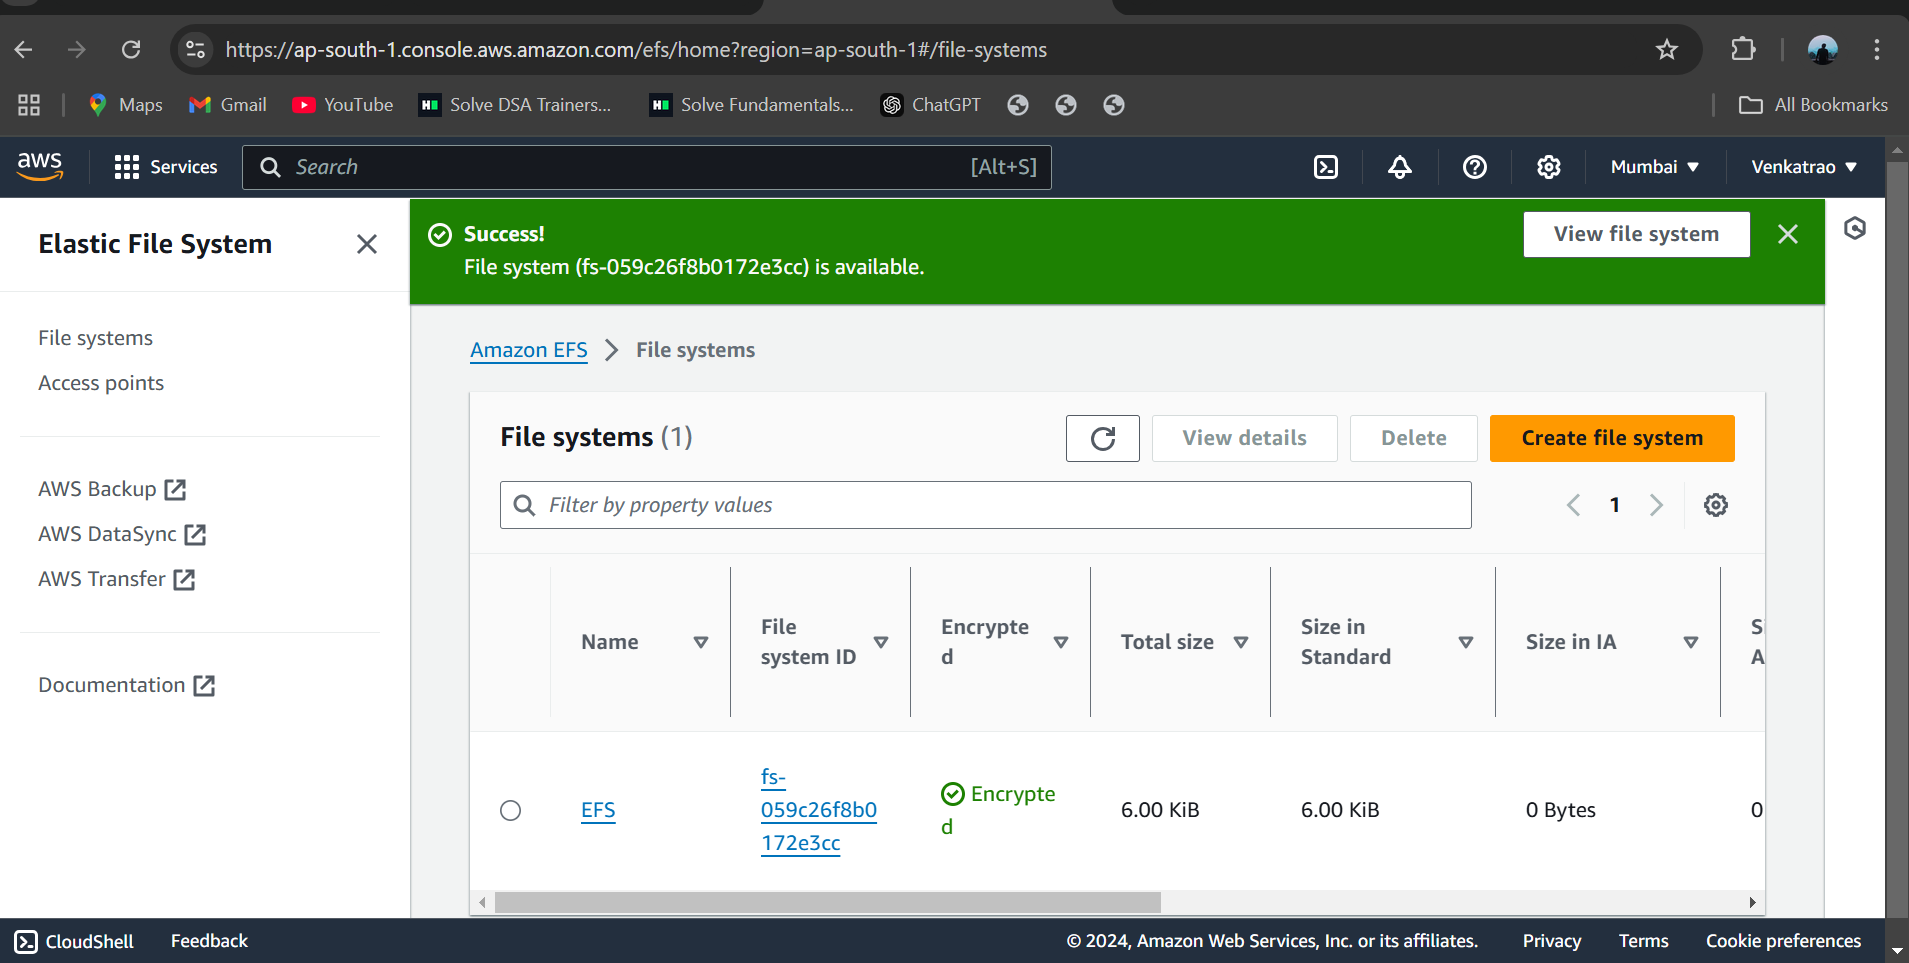 https://ap-south-1.console.aws.amazon.com/efs/home?region=ap-south-1#/file-systems
Maps
Gmail
YouTube
Solve DSA Trainers...
Solve Fundamentals...
ChatGPT
All Bookmarks
aws
Services
Search
[Alt+S]
Mumbai
Venkatrao
Elastic File System
File systems
Access points
AWS Backup
AWS DataSync
AWS Transfer
Documentation
Success!
File system (fs-059c26f8b0172e3cc) is available.
View file system
Amazon EFS
File systems
File systems (1)
View details
Delete
Create file system
Filter by property values
1
Name
File
system ID
Encrypte
d
Total size
Size in
Standard
Size in IA
Si
A
EFS
fs-
059c26f8b0
172e3cc
Encrypte
d
6.00 KiB
6.00 KiB
0 Bytes
0
CloudShell
Feedback
© 2024, Amazon Web Services, Inc. or its affiliates.
Privacy
Terms
Cookie preferences